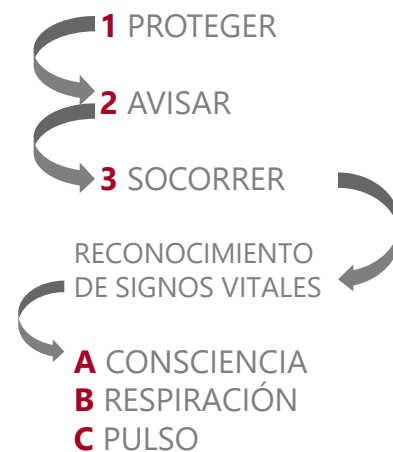 1 PROTEGER
2 AVISAR
3 SOCORRER
RECONOCIMIENTO
DE SIGNOS VITALES
A CONSCIENCIA
B RESPIRACIÓN
C PULSO